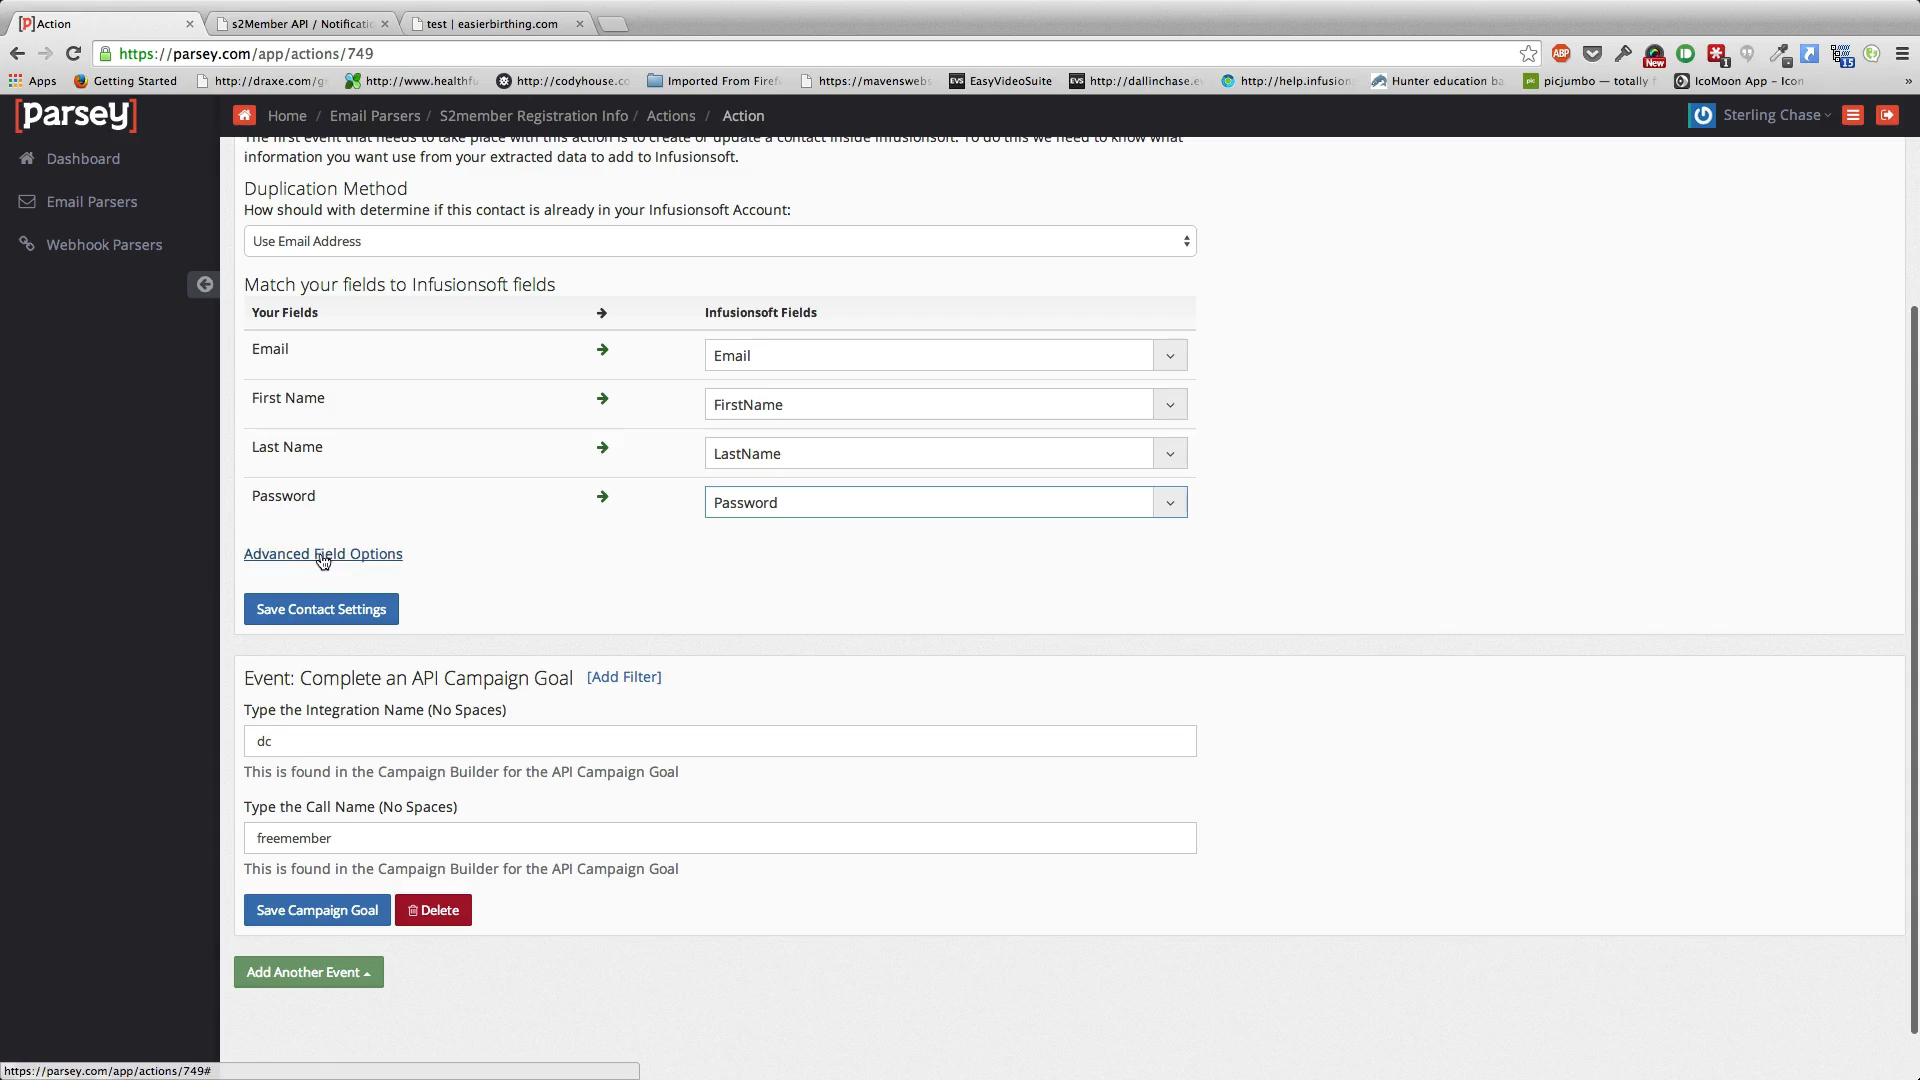 [P] Action
s2Member API / Notificatio
test | easierbirthing.com
https://parsey.com/app/actions/749
ABP
New
1
15
Apps
Getting Started
http://draxe.com/g
http://www.healthfu
http://codyhouse.co
Imported From Firef
https://mavenswebs
EVS EasyVideoSuite
EVS http://dallinchase.ev
http://help.infusion
Hunter education ba
pic picjumbo — totally f
IcoMoon App - Icon
»
[parsey]
Home / Email Parsers / S2member Registration Info / Actions / Action
Sterling Chase
Dashboard
Email Parsers
Webhook Parsers
The first event that needs to take place with this action is to create or update a contact inside Infusionsoft. To do this we need to know what
information you want use from your extracted data to add to Infusionsoft.
Duplication Method
How should with determine if this contact is already in your Infusionsoft Account:
Use Email Address
Match your fields to Infusionsoft fields
Your Fields → Infusionsoft Fields
Email → Email
First Name → FirstName
Last Name → LastName
Password → Password
Advanced Field Options
Save Contact Settings
Event: Complete an API Campaign Goal [Add Filter]
Type the Integration Name (No Spaces)
dc
This is found in the Campaign Builder for the API Campaign Goal
Type the Call Name (No Spaces)
freemember
This is found in the Campaign Builder for the API Campaign Goal
Save Campaign Goal
Delete
Add Another Event
https://parsey.com/app/actions/749#